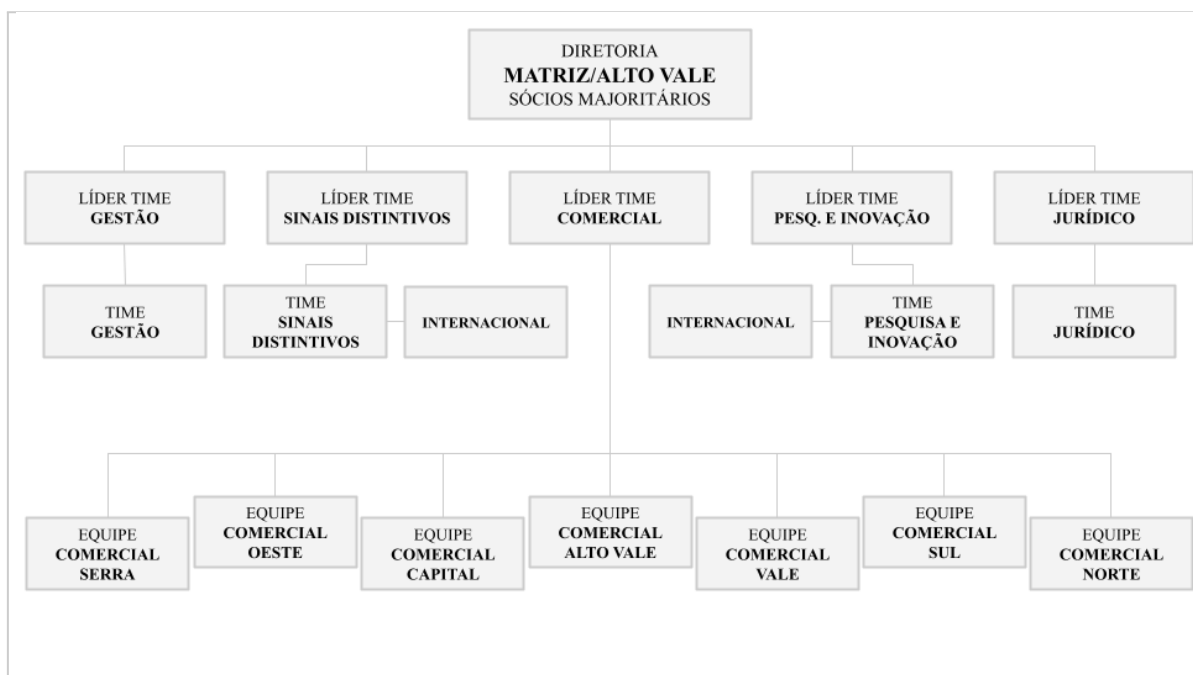 DIRETORIA
MATRIZ/ALTO VALE
SÓCIOS MAJORITÁRIOS
LÍDER TIME
GESTÃO
LÍDER TIME
SINAIS DISTINTIVOS
LÍDER TIME
COMERCIAL
LÍDER TIME
PESQ. E INOVAÇÃO
LÍDER TIME
JURÍDICO
TIME
GESTÃO
TIME
SINAIS
DISTINTIVOS
INTERNACIONAL
INTERNACIONAL
TIME
PESQUISA E
INOVAÇÃO
TIME
JURÍDICO
EQUIPE
COMERCIAL
SERRA
EQUIPE
COMERCIAL
OESTE
EQUIPE
COMERCIAL
CAPITAL
EQUIPE
COMERCIAL
ALTO VALE
EQUIPE
COMERCIAL
VALE
EQUIPE
COMERCIAL
SUL
EQUIPE
COMERCIAL
NORTE